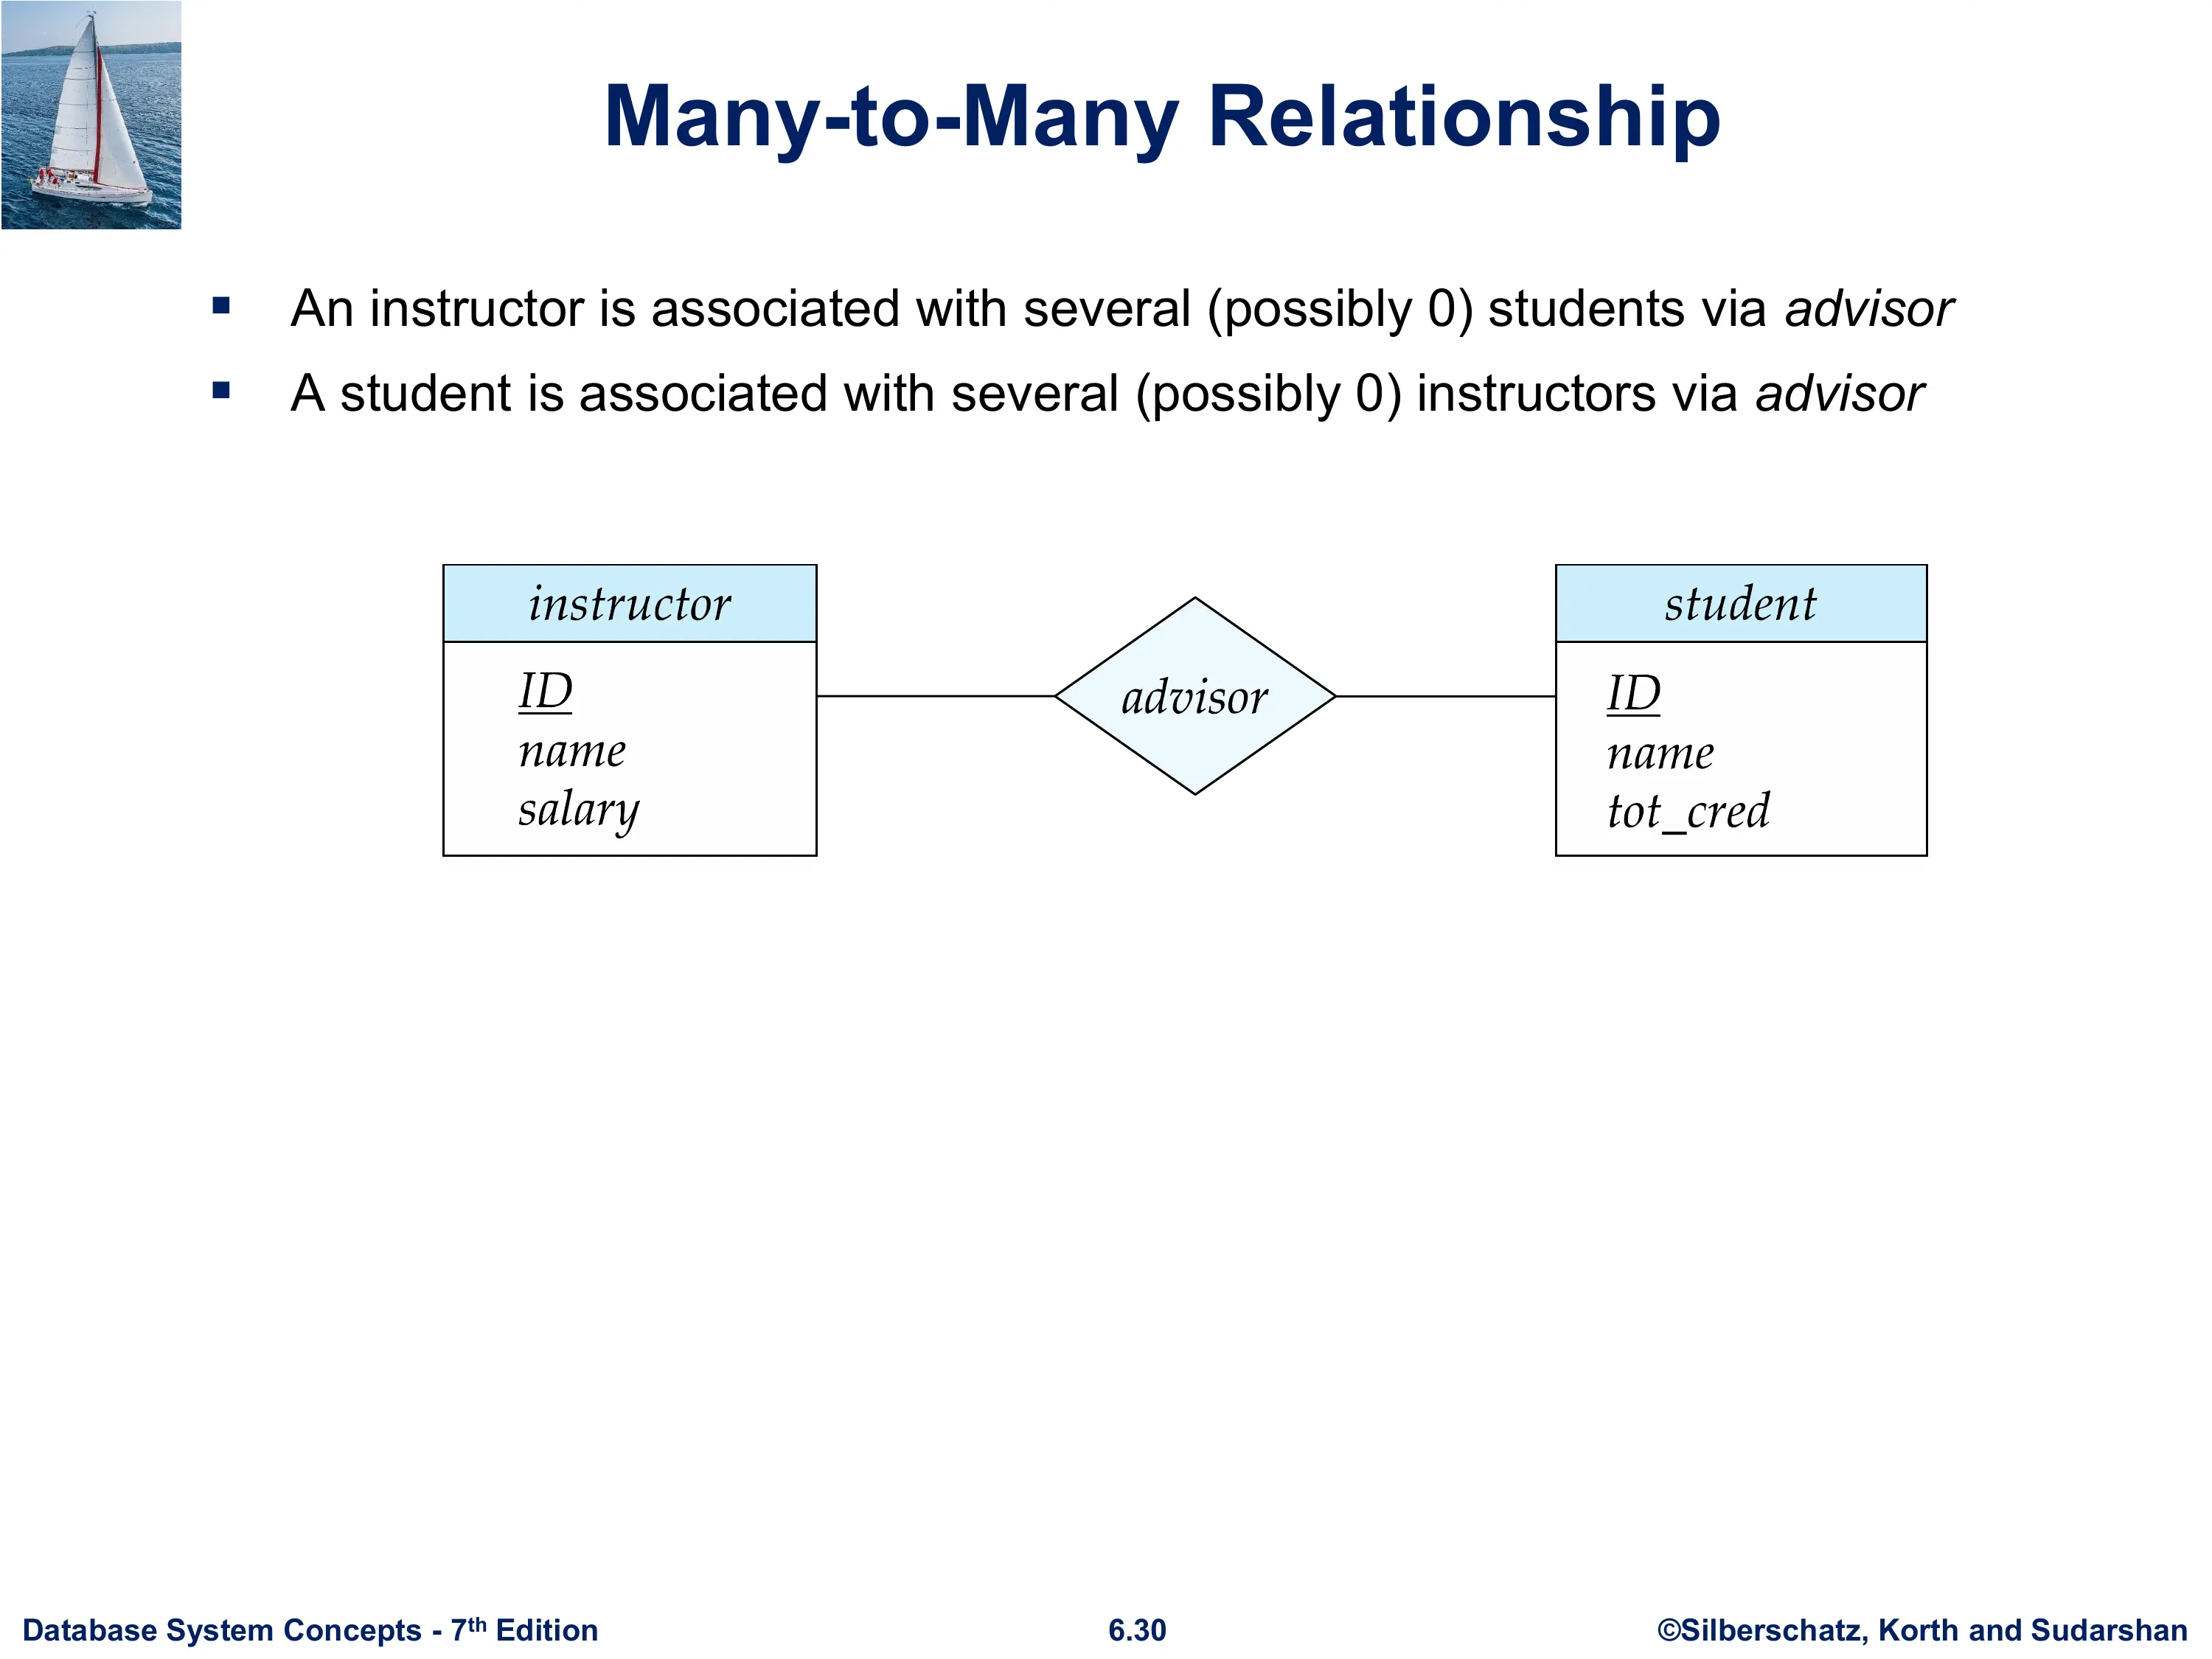 Many-to-Many Relationship
▪ An instructor is associated with several (possibly 0) students via advisor
▪ A student is associated with several (possibly 0) instructors via advisor
instructor
ID
name
salary
advisor
student
ID
name
tot_cred
Database System Concepts - 7th Edition
6.30
©Silberschatz, Korth and Sudarshan